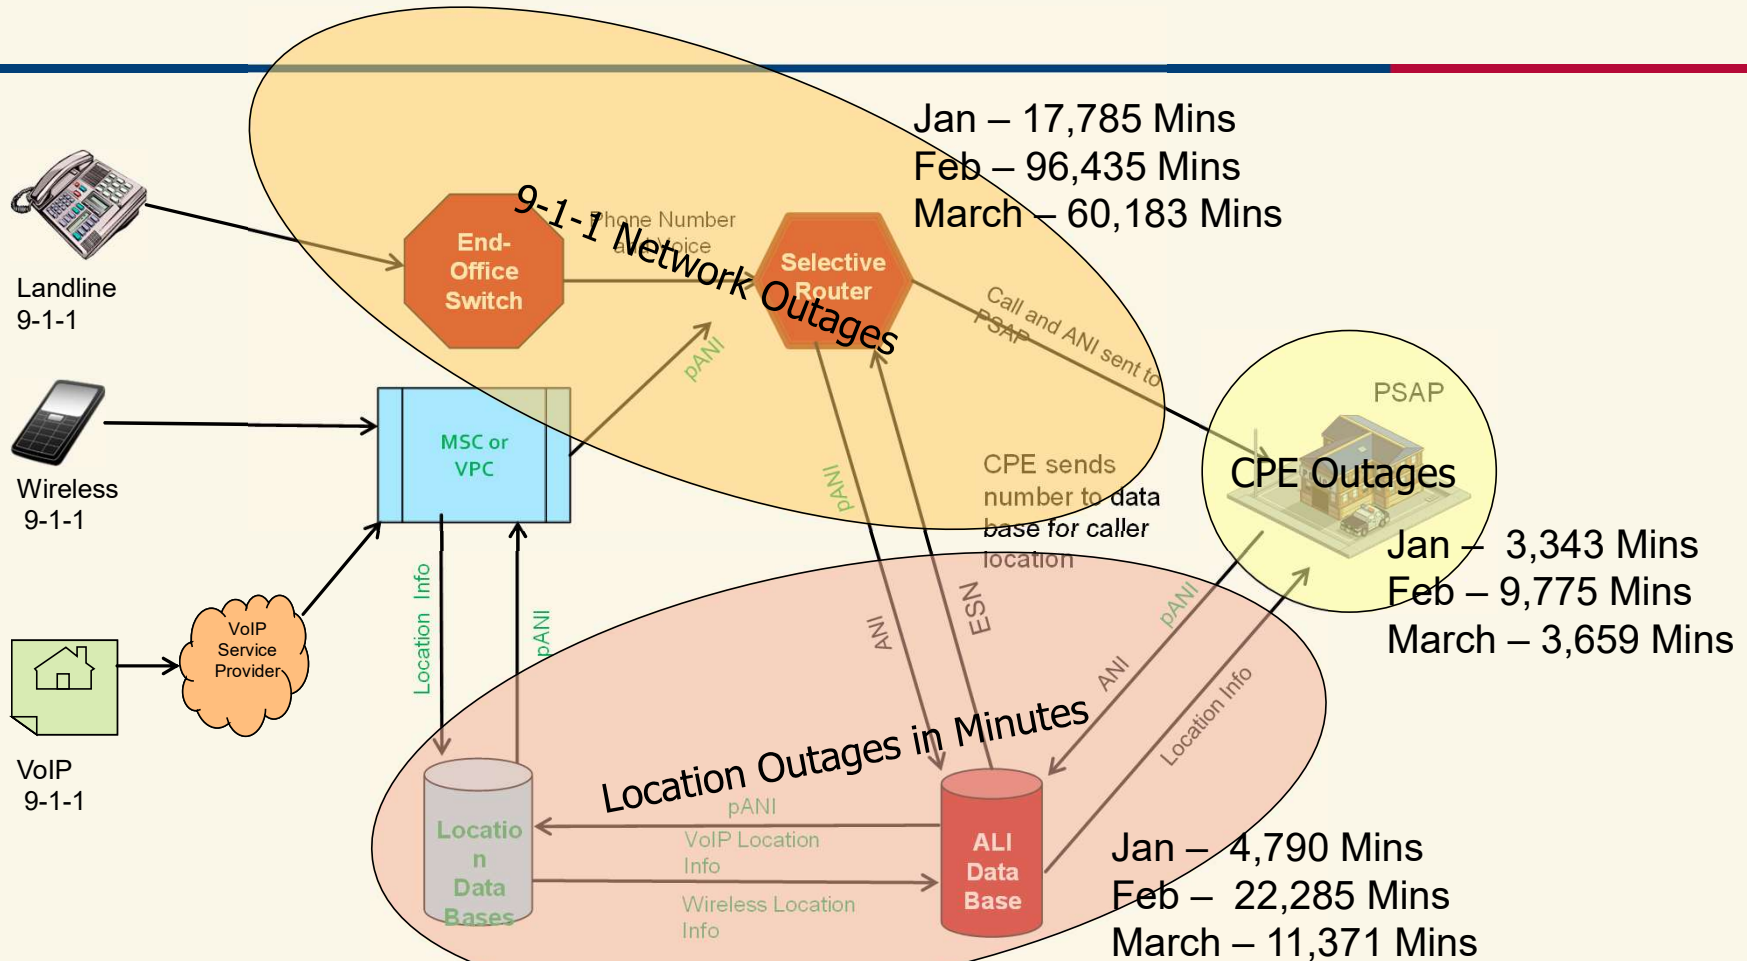 Jan – 17,785 Mins
Feb – 96,435 Mins
March – 60,183 Mins
Landline
9-1-1
End-
Office
Switch
Phone Number
and Voice
9-1-1 Network Outages
Selective
Router
Call and ANI sent to
PSAP
pANI
Wireless
9-1-1
MSC or
VPC
PSAP
CPE Outages
CPE sends
number to data
base for caller
location
pANI
Jan – 3,343 Mins
Feb – 9,775 Mins
March – 3,659 Mins
Location Info
pANI
ANI
ESN
pANI
ANI
Location Info
VoIP
Service
Provider
VoIP
9-1-1
Location Outages in Minutes
pANI
VoIP Location
Info
Wireless Location
Info
Locatio
n
Data
Bases
ALI
Data
Base
Jan – 4,790 Mins
Feb – 22,285 Mins
March – 11,371 Mins